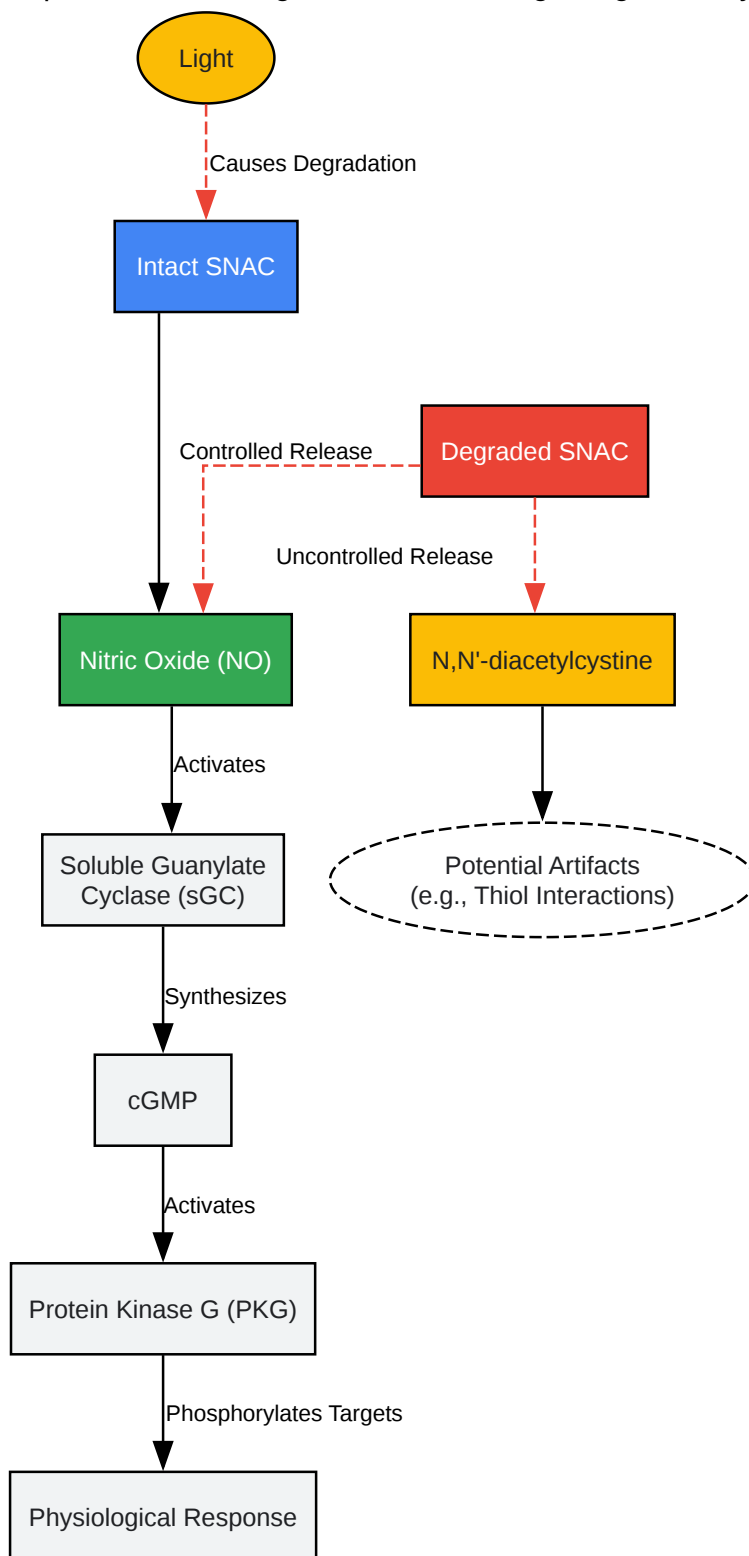 Light
Causes Degradation
Intact SNAC
Degraded SNAC
Controlled Release
Uncontrolled Release
Nitric Oxide (NO)
N,N'-diacetylcystine
Activates
Soluble Guanylate
Cyclase (sGC)
Potential Artifacts
(e.g., Thiol Interactions)
Synthesizes
cGMP
Activates
Protein Kinase G (PKG)
Phosphorylates Targets
Physiological Response